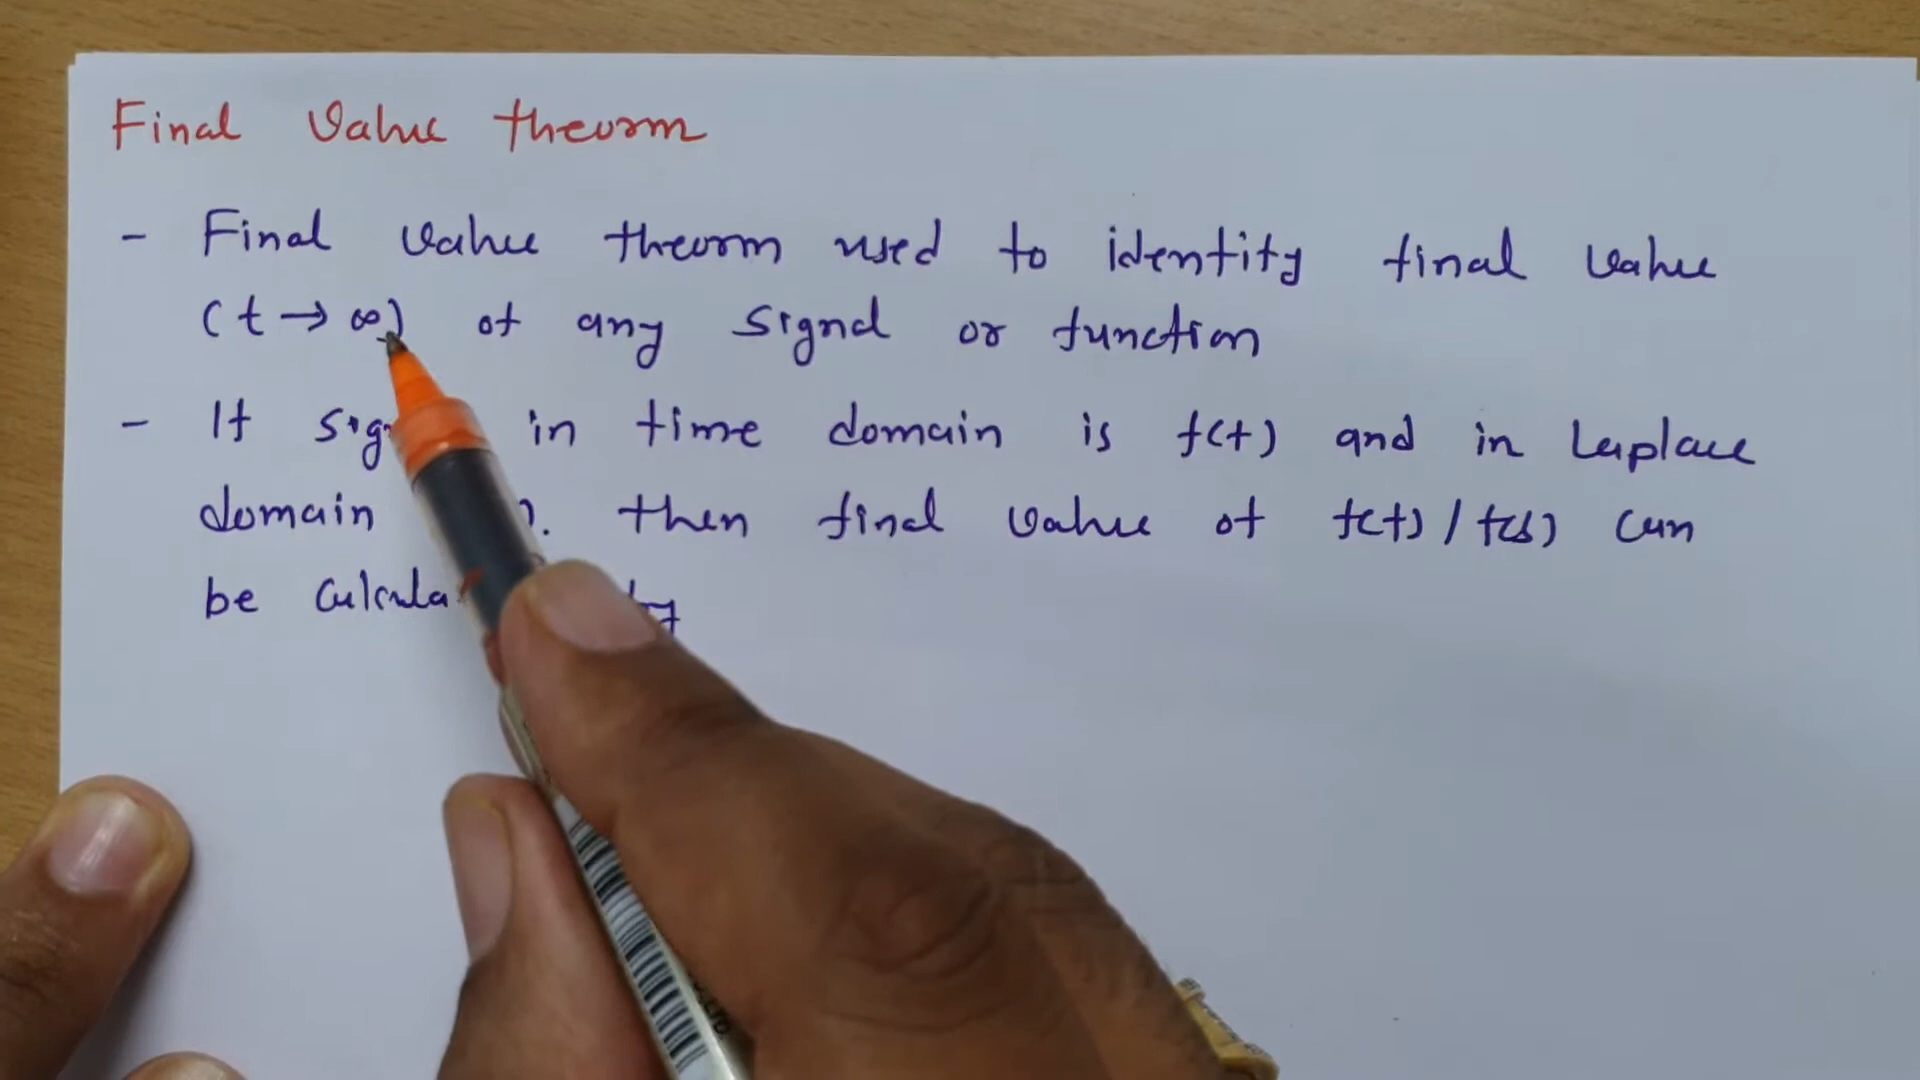 Final Value theorm
- Final value theorm used to identity final value
(t → ∞) of any signal or function
- If in time domain is f(t) and in Laplace
domain ). then final value of f(t) / f(s) can
be by